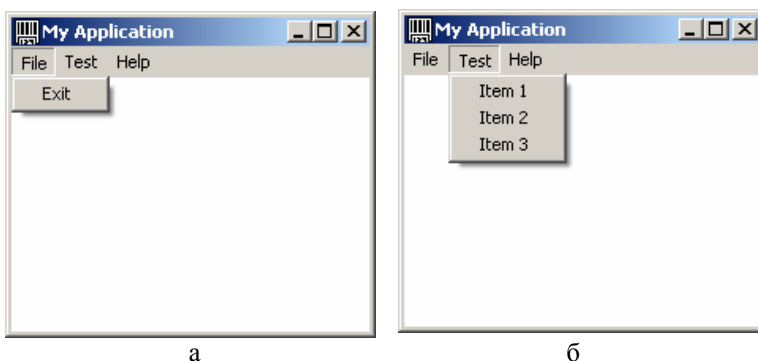 My Application
File Test Help
Exit
а
My Application
File Test Help
Item 1
Item 2
Item 3
б